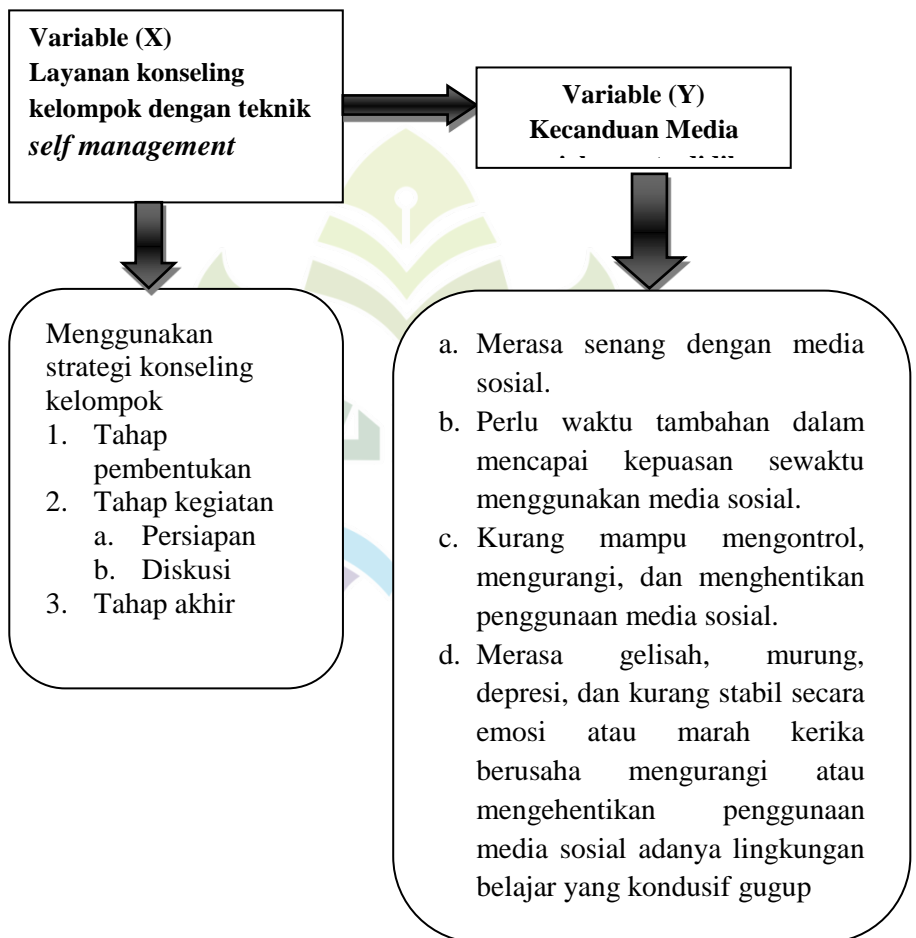 Variable (X)
Layanan konseling
kelompok dengan teknik
self management
Variable (Y)
Kecanduan Media
Menggunakan
strategi konseling
kelompok
1. Tahap
pembentukan
2. Tahap kegiatan
a. Persiapan
b. Diskusi
3. Tahap akhir
a. Merasa senang dengan media
sosial.
b. Perlu waktu tambahan dalam
mencapai kepuasan sewaktu
menggunakan media sosial.
c. Kurang mampu mengontrol,
mengurangi, dan menghentikan
penggunaan media sosial.
d. Merasa gelisah, murung,
depresi, dan kurang stabil secara
emosi atau marah kerika
berusaha mengurangi atau
mengehentikan penggunaan
media sosial adanya lingkungan
belajar yang kondusif gugup